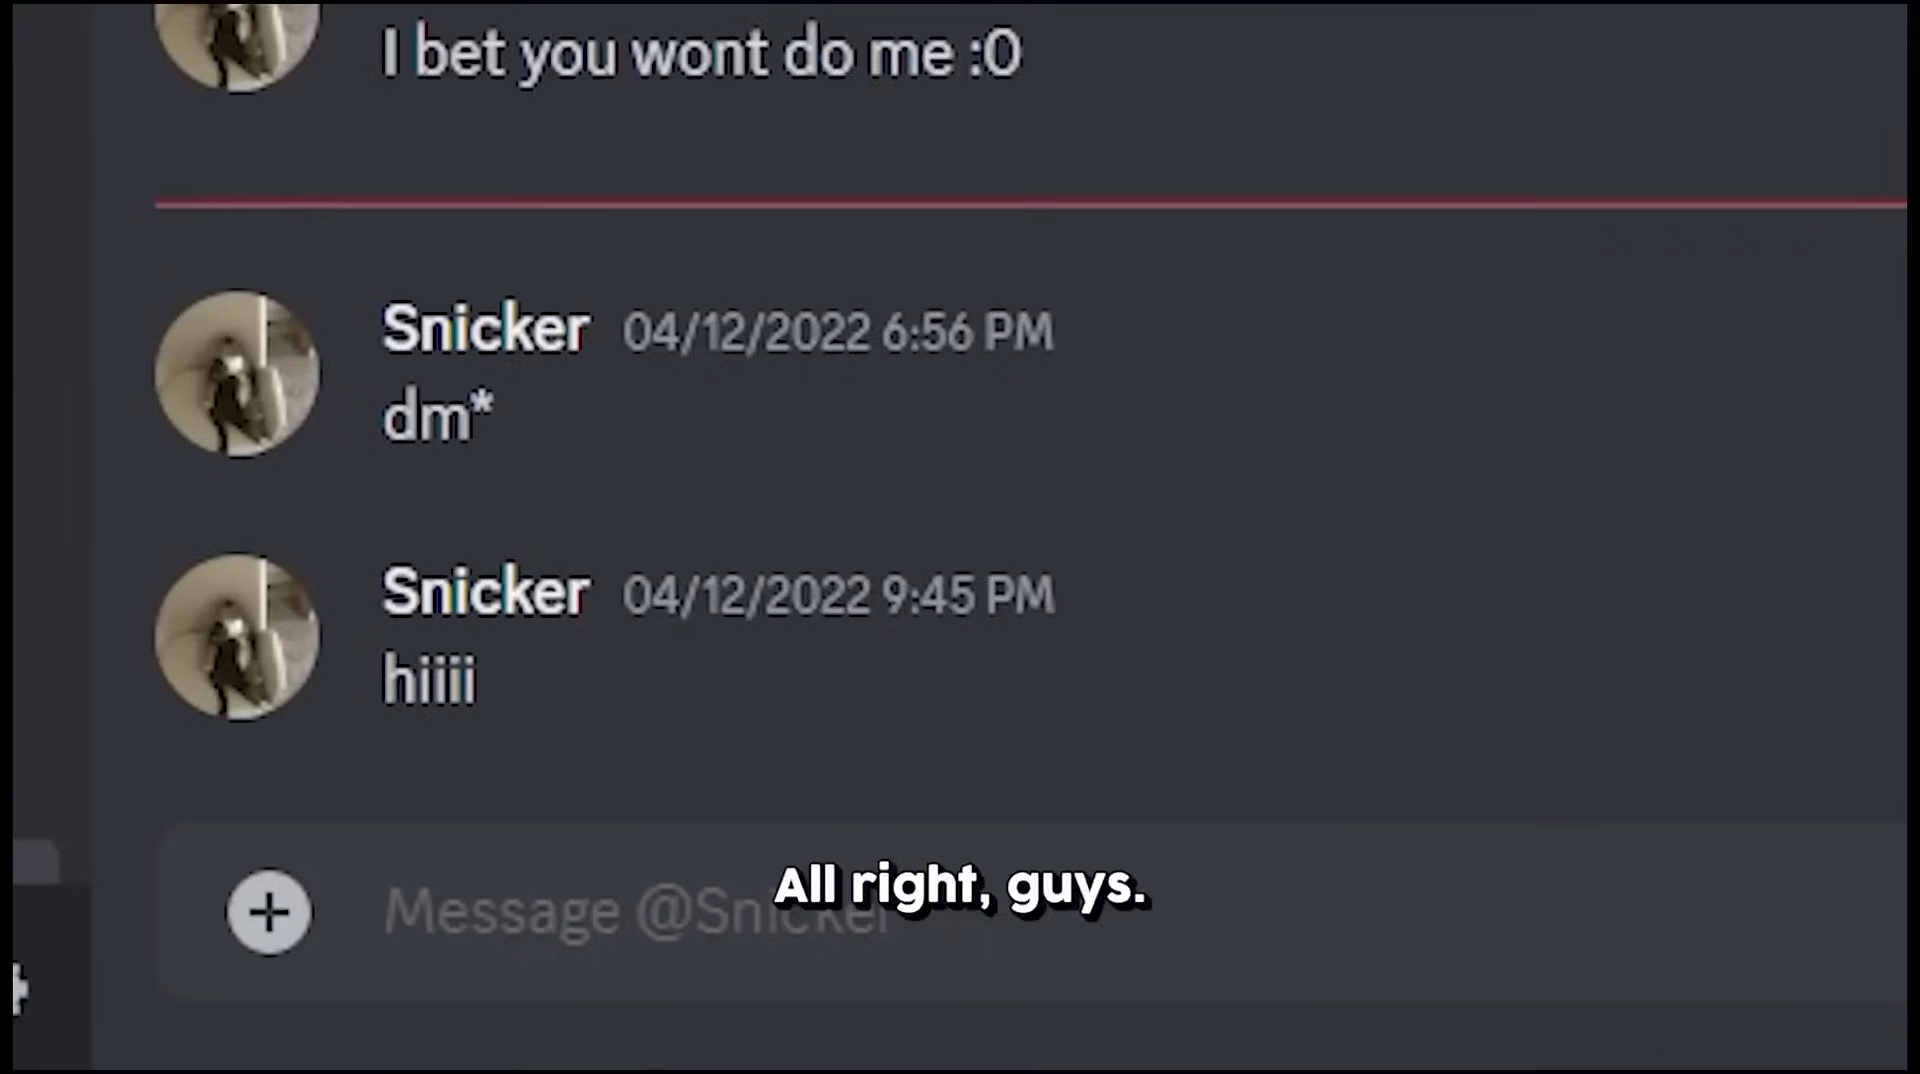 I bet you wont do me :O
Snicker 04/12/2022 6:56 PM
dm*
Snicker 04/12/2022 9:45 PM
hiiii
Message @Snicker
All right, guys.